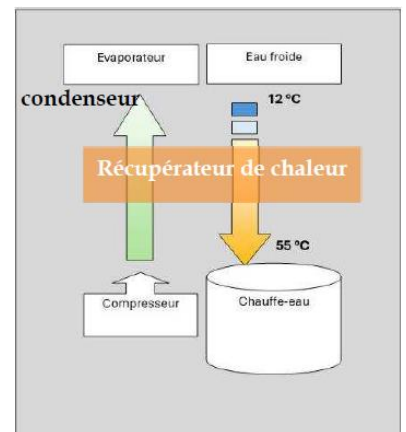 Evaporateur
Eau froide
condenseur
12 °C
Récupérateur de chaleur
55 °C
Compresseur
Chauffe-eau